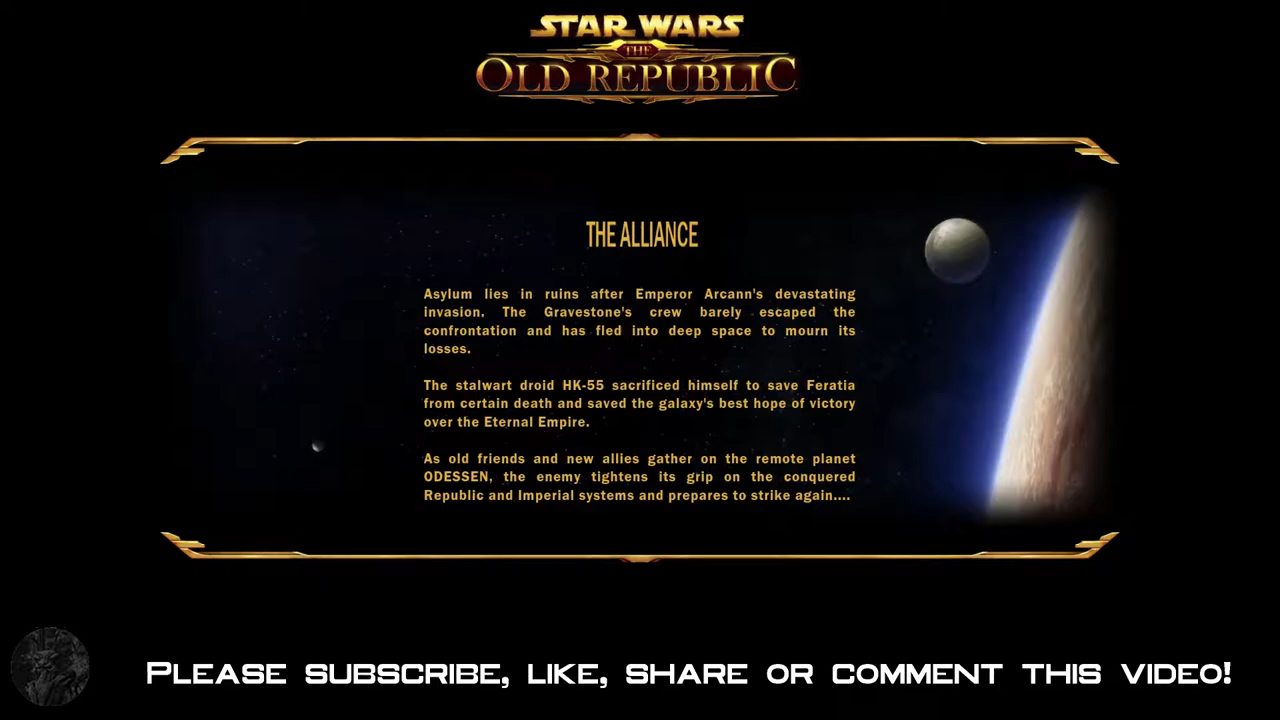 STAR WARS
THE
OLD REPUBLIC
THE ALLIANCE
Asylum lies in ruins after Emperor Arcann's devastating
invasion. The Gravestone's crew barely escaped the
confrontation and has fled into deep space to mourn its
losses.
The stalwart droid HK-55 sacrificed himself to save Feratia
from certain death and saved the galaxy's best hope of victory
over the Eternal Empire.
As old friends and new allies gather on the remote planet
ODESSEN, the enemy tightens its grip on the conquered
Republic and Imperial systems and prepares to strike again....
Please subscribe, like, share or comment this video!